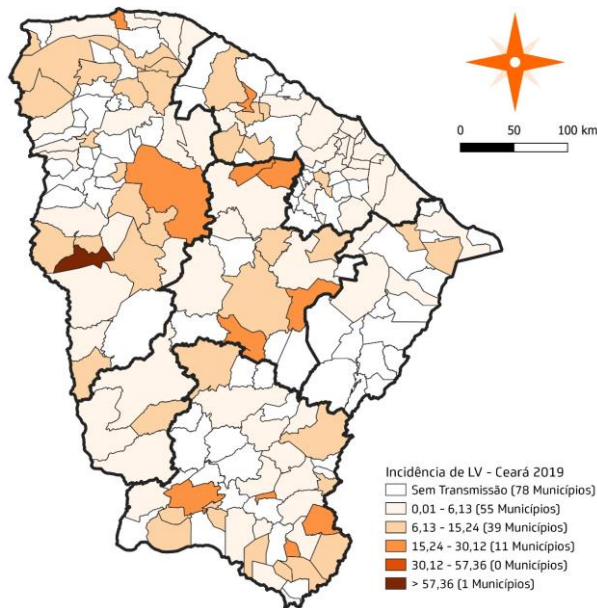 0 50 100 km
Incidência de LV - Ceará 2019
Sem Transmissão (78 Municípios)
0,01 - 6,13 (55 Municípios)
6,13 - 15,24 (39 Municípios)
15,24 - 30,12 (11 Municípios)
30,12 - 57,36 (0 Municípios)
> 57,36 (1 Municípios)